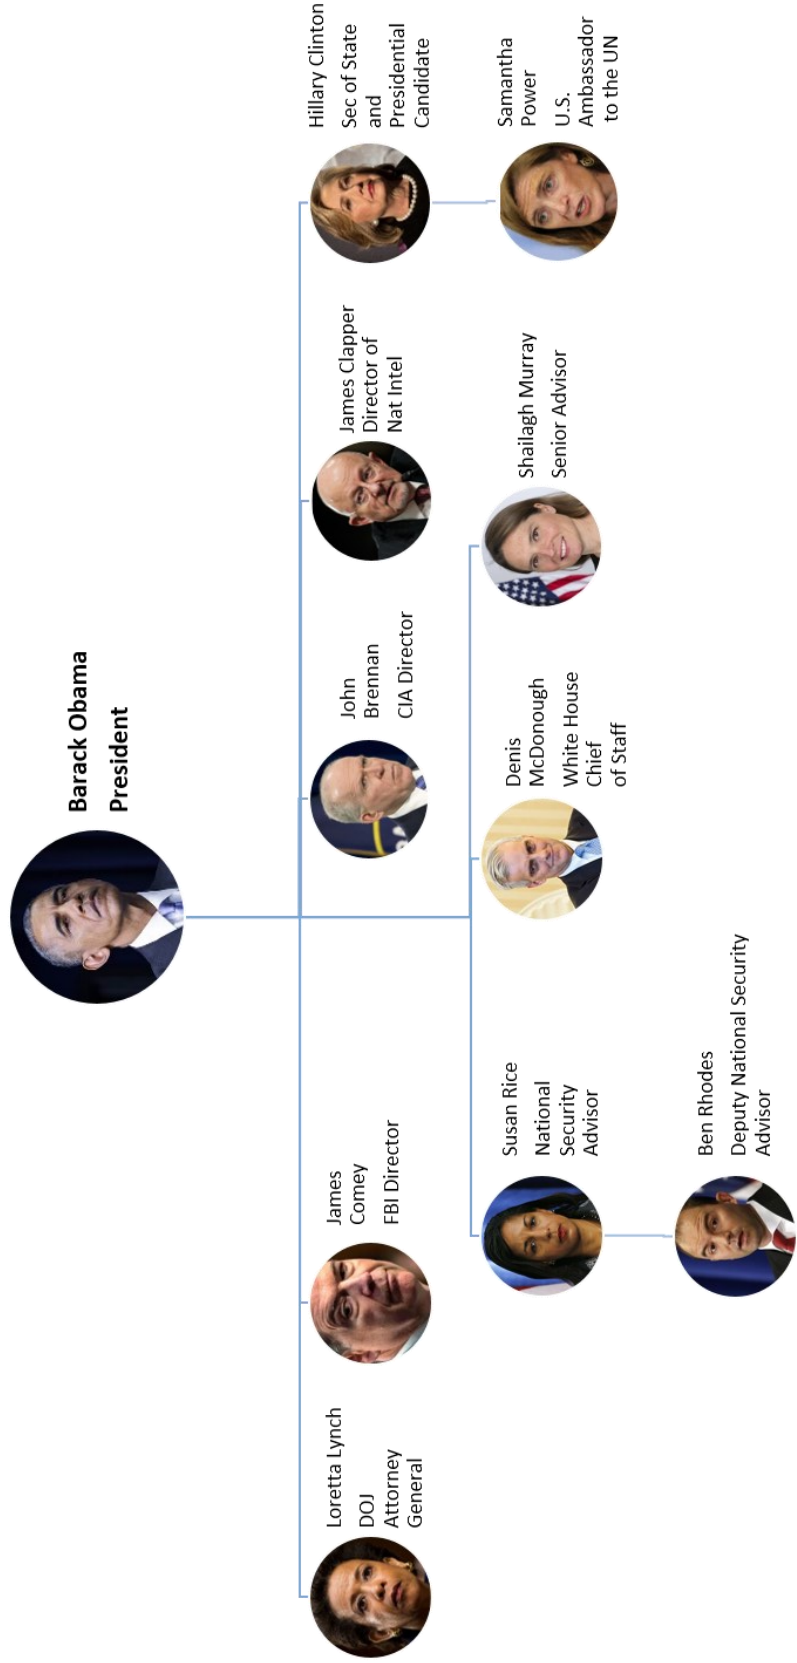 Barack Obama
President
Loretta Lynch
DOJ
Attorney
General
James
Comey
FBI Director
John
Brennan
CIA Director
James Clapper
Director of
Nat Intel
Hillary Clinton
Sec of State
and
Presidential
Candidate
Susan Rice
National
Security
Advisor
Denis
McDonough
White House
Chief
of Staff
Shailagh Murray
Senior Advisor
Samantha
Power
U.S.
Ambassador
to the UN
Ben Rhodes
Deputy National Security
Advisor